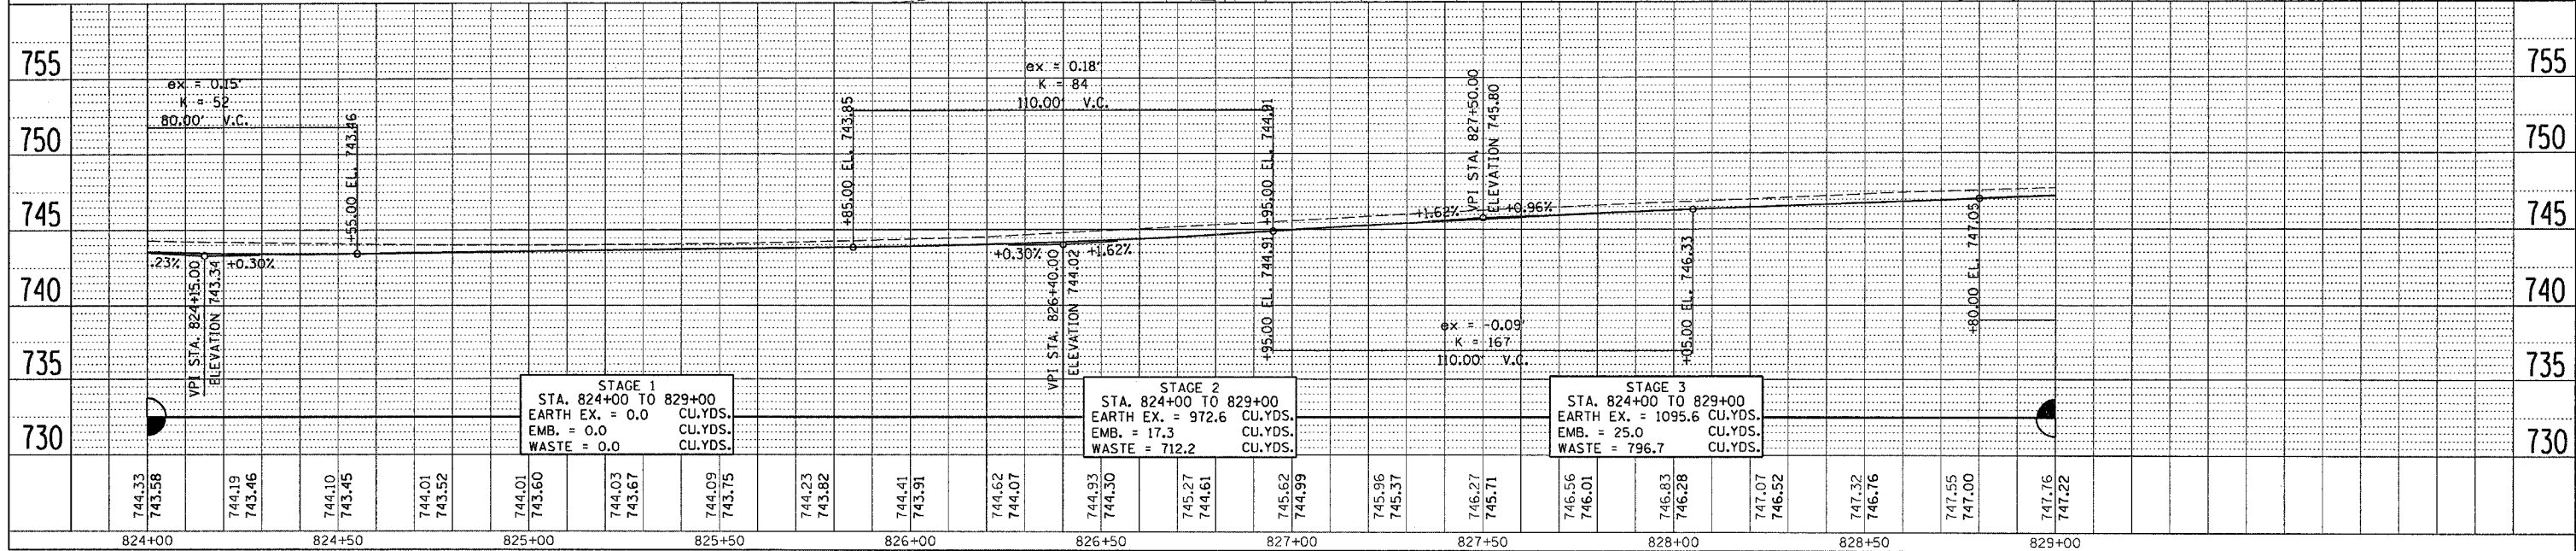 755
750
745
740
735
730
ex = 0.15'
K = 52
80.00' V.C.
+55.00 EL. 743.46
.23%
+0.30%
VPI STA. 824+15.00
ELEVATION 743.34
+85.00 EL. 743.85
ex = 0.18'
K = 84
110.00' V.C.
+95.00 EL. 744.91
+0.30%
+1.62%
VPI STA. 826+40.00
ELEVATION 744.02
+95.00 EL. 744.91
VPI STA. 827+50.00
ELEVATION 745.80
+1.62%
+0.96%
ex = -0.09'
K = 167
110.00' V.C.
+05.00 EL. 746.33
+80.00 EL. 747.05
755
750
745
740
735
730
STAGE 1
STA. 824+00 TO 829+00
EARTH EX. = 0.0 CU.YDS.
EMB. = 0.0 CU.YDS.
WASTE = 0.0 CU.YDS.
STAGE 2
STA. 824+00 TO 829+00
EARTH EX. = 972.6 CU.YDS.
EMB. = 17.3 CU.YDS.
WASTE = 712.2 CU.YDS.
STAGE 3
STA. 824+00 TO 829+00
EARTH EX. = 1095.6 CU.YDS.
EMB. = 25.0 CU.YDS.
WASTE = 796.7 CU.YDS.
744.33
743.58
744.19
743.46
744.10
743.45
744.01
743.52
744.01
743.60
744.03
743.67
744.09
743.75
744.23
743.82
744.41
743.91
744.62
744.07
744.93
744.30
745.27
744.61
745.62
744.99
745.96
745.37
746.27
745.71
746.56
746.01
746.83
746.28
747.07
746.52
747.32
746.76
747.55
747.00
747.76
747.22
824+00
824+50
825+00
825+50
826+00
826+50
827+00
827+50
828+00
828+50
829+00